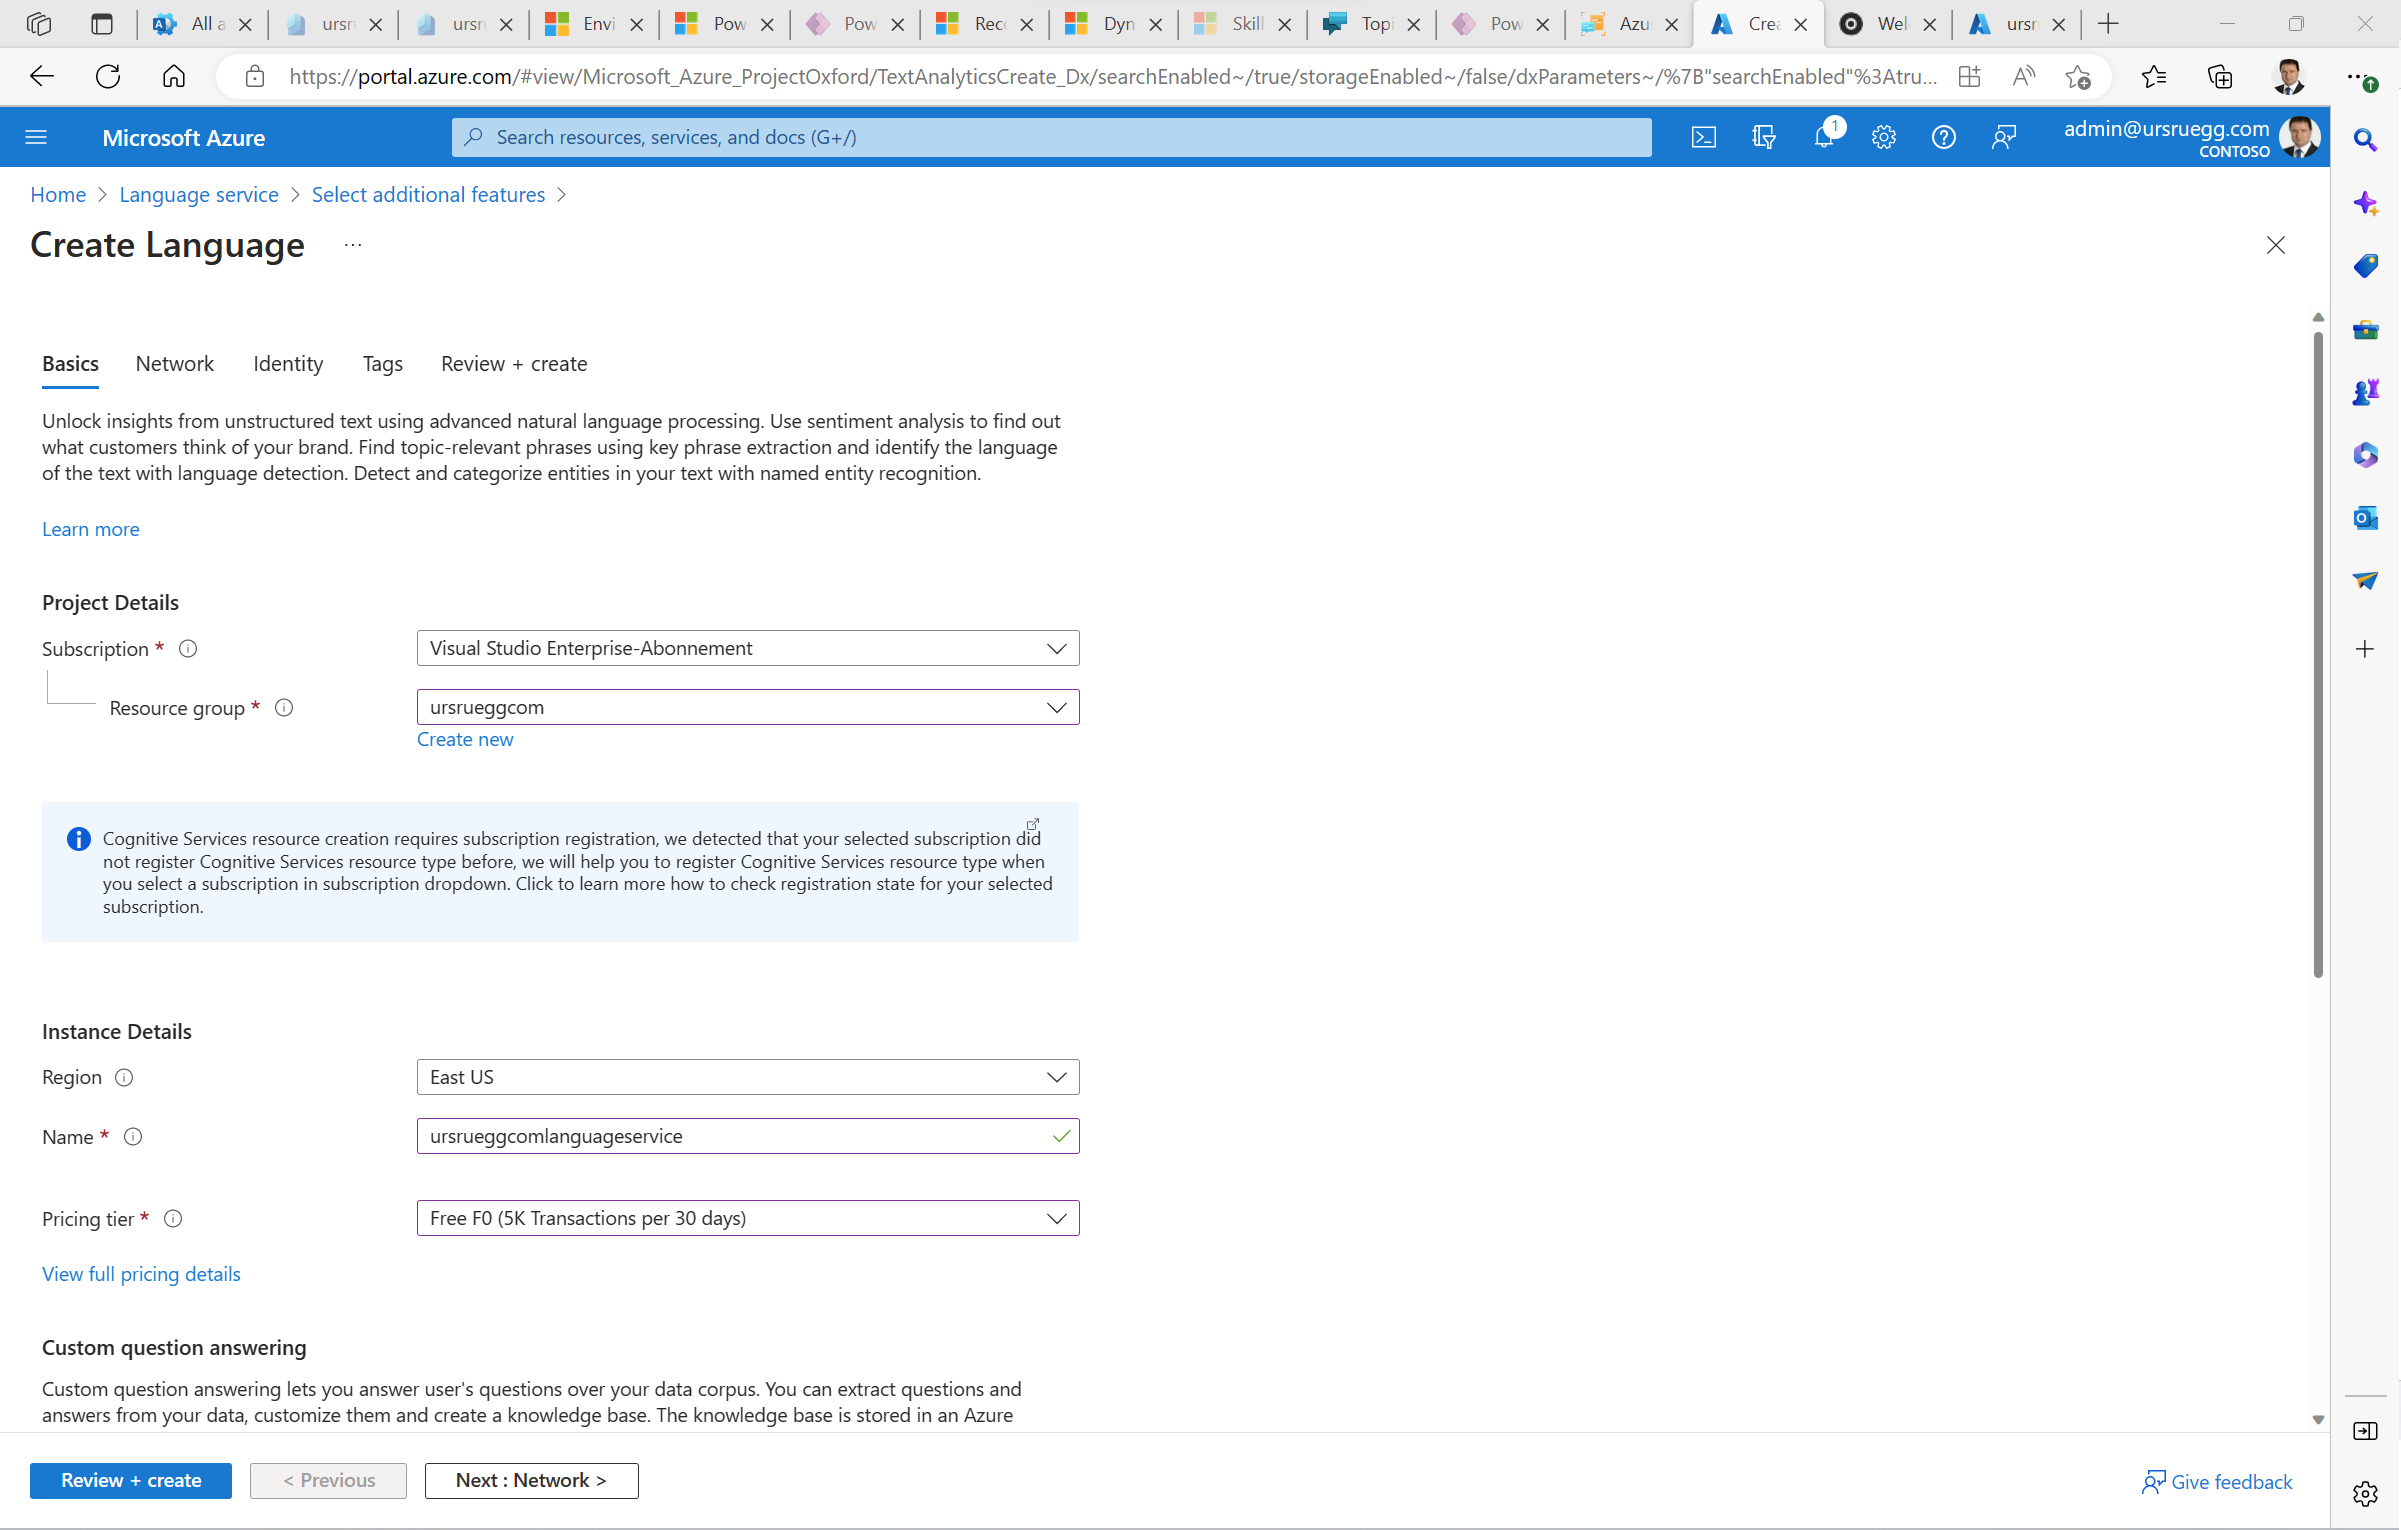 All a
ursr
ursr
Envi
Pow
Pow
Rec
Dyn
Skill
Topi
Pow
Azu
Crea
Wel
ursr
https://portal.azure.com/#view/Microsoft_Azure_ProjectOxford/TextAnalyticsCreate_Dx/searchEnabled~/true/storageEnabled~/false/dxParameters~/%7B"searchEnabled"%3Atru...
Microsoft Azure
Search resources, services, and docs (G+/)
1
admin@ursruegg.com
CONTOSO
Home > Language service > Select additional features >
Create Language ...
Basics Network Identity Tags Review + create
Unlock insights from unstructured text using advanced natural language processing. Use sentiment analysis to find out
what customers think of your brand. Find topic-relevant phrases using key phrase extraction and identify the language
of the text with language detection. Detect and categorize entities in your text with named entity recognition.
Learn more
Project Details
Subscription *
Visual Studio Enterprise-Abonnement
Resource group *
ursrueggcom
Create new
Cognitive Services resource creation requires subscription registration, we detected that your selected subscription did
not register Cognitive Services resource type before, we will help you to register Cognitive Services resource type when
you select a subscription in subscription dropdown. Click to learn more how to check registration state for your selected
subscription.
Instance Details
Region
East US
Name *
ursrueggcomlanguageservice
Pricing tier *
Free F0 (5K Transactions per 30 days)
View full pricing details
Custom question answering
Custom question answering lets you answer user's questions over your data corpus. You can extract questions and
answers from your data, customize them and create a knowledge base. The knowledge base is stored in an Azure
Review + create
< Previous
Next : Network >
Give feedback